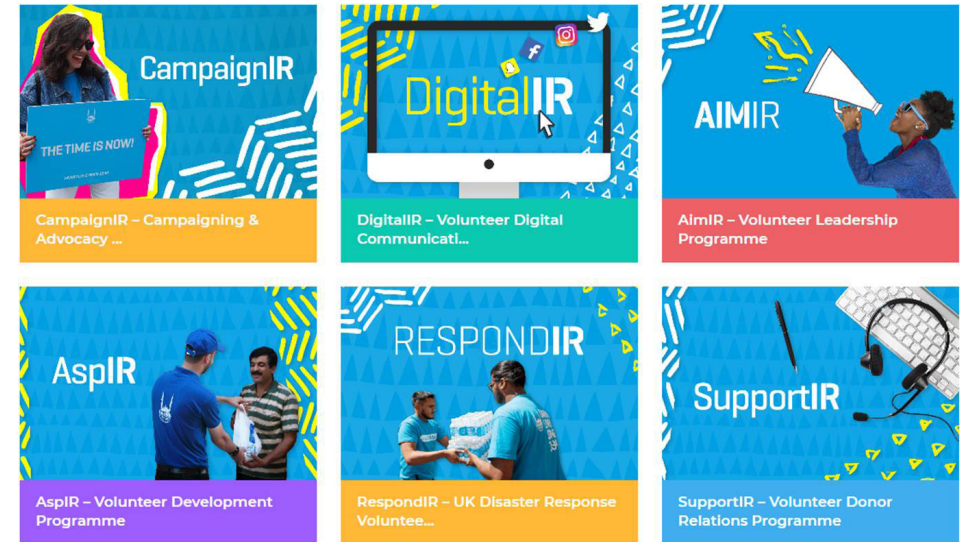 CampaignIR
THE TIME IS NOW!
CampaignIR – Campaigning &
Advocacy ...
DigitalIR
DigitalIR – Volunteer Digital
Communicati...
AIMIR
AimIR – Volunteer Leadership
Programme
AspIR
AspIR – Volunteer Development
Programme
RESPONDIR
RespondIR – UK Disaster Response
Voluntee...
SupportIR
SupportIR – Volunteer Donor
Relations Programme